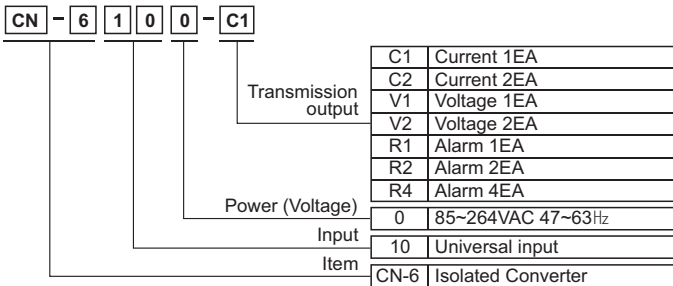 CN - 6 1 0 0 - C1
Transmission output
C1 Current 1EA
C2 Current 2EA
V1 Voltage 1EA
V2 Voltage 2EA
R1 Alarm 1EA
R2 Alarm 2EA
R4 Alarm 4EA
Power (Voltage)
0 85~264VAC 47~63Hz
Input
10 Universal input
Item
CN-6 Isolated Converter